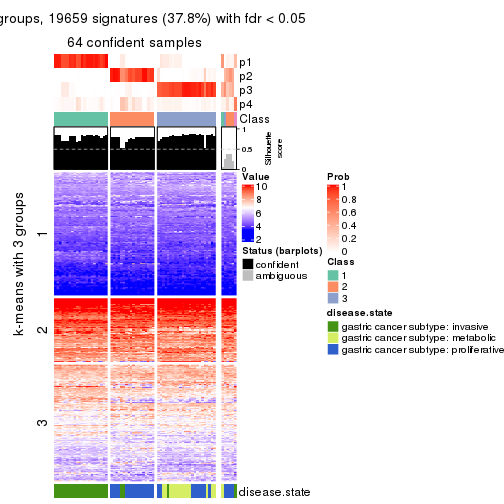 groups, 19659 signatures (37.8%) with fdr < 0.05
64 confident samples
p1
p2
p3
p4
Class
1
0.5
0
Silhouette
score
k-means with 3 groups
1
2
3
disease.state
Value
10
8
6
4
2
Status (barplots)
confident
ambiguous
Prob
1
0.8
0.6
0.4
0.2
0
Class
1
2
3
disease.state
gastric cancer subtype: invasive
gastric cancer subtype: metabolic
gastric cancer subtype: proliferative